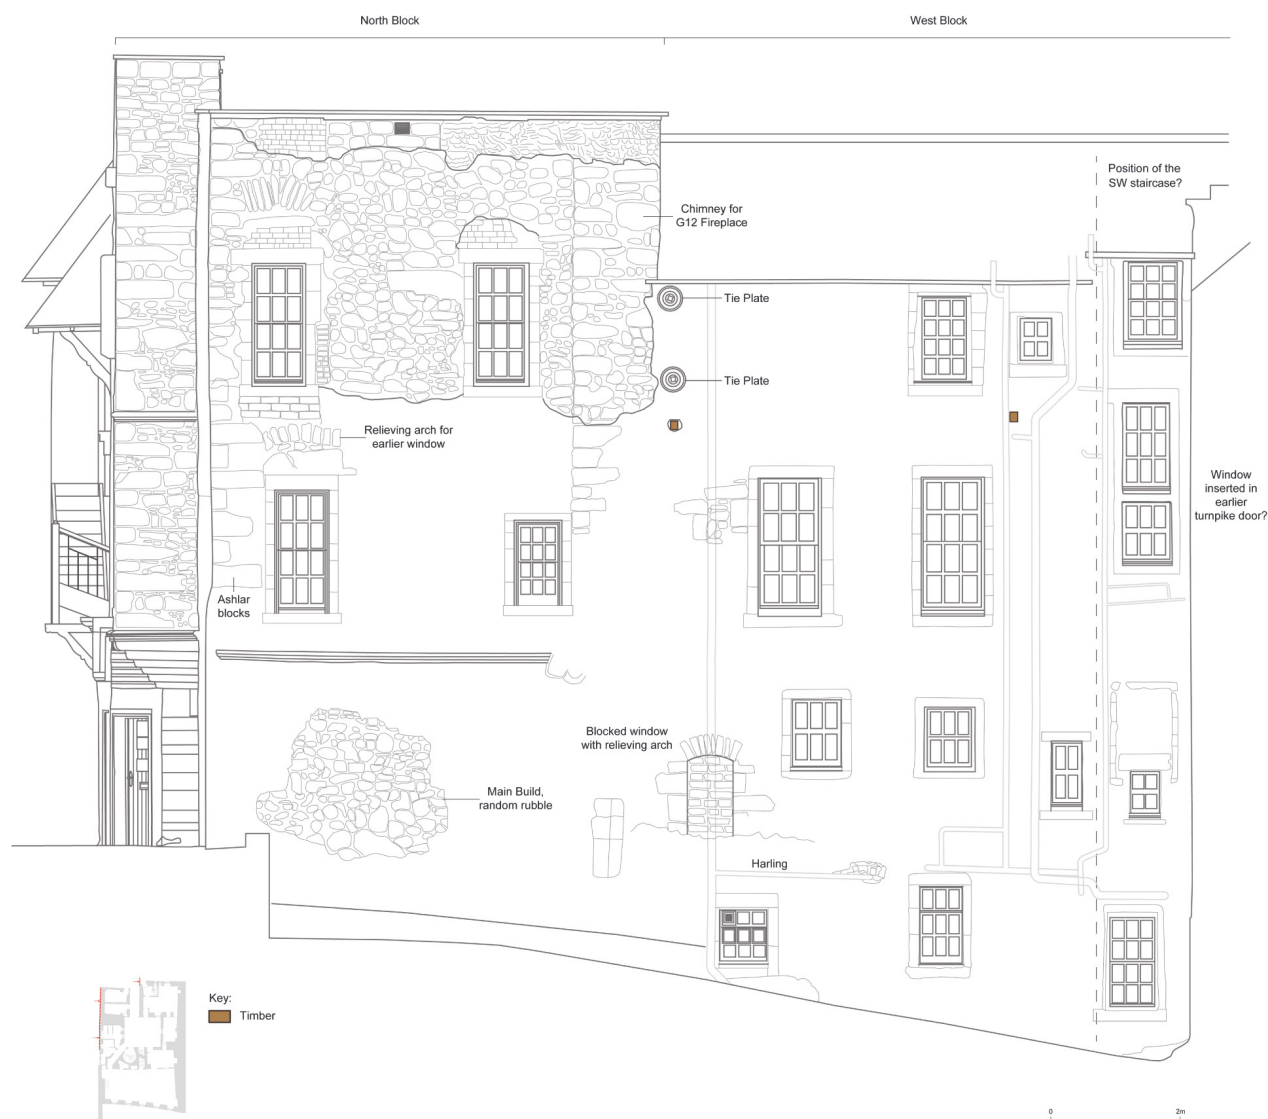 North Block
West Block
Position of the
SW staircase?
Chimney for
G12 Fireplace
Tie Plate
Tie Plate
Relieving arch for
earlier window
Window
inserted in
earlier
turnpike door?
Ashlar
blocks
Blocked window
with relieving arch
Main Build,
random rubble
Harling
Key:
Timber
0 2m